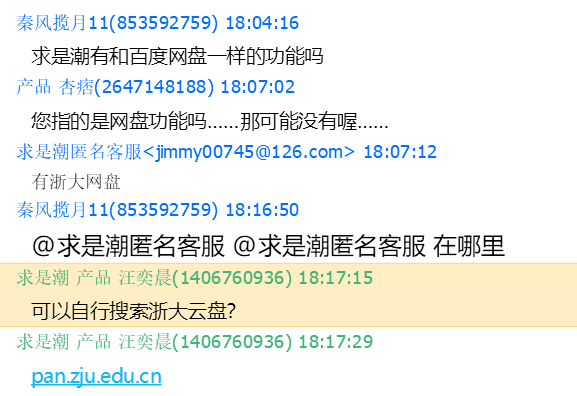 秦风揽月11(853592759) 18:04:16
求是潮有和百度网盘一样的功能吗
产品 杏痞(2647148188) 18:07:02
您指的是网盘功能吗......那可能没有喔......
求是潮匿名客服<jimmy00745@126.com> 18:07:12
有浙大网盘
秦风揽月11(853592759) 18:16:50
@求是潮匿名客服 @求是潮匿名客服 在哪里
求是潮 产品 汪奕晨(1406760936) 18:17:15
可以自行搜索浙大云盘?
求是潮 产品 汪奕晨(1406760936) 18:17:29
pan.zju.edu.cn